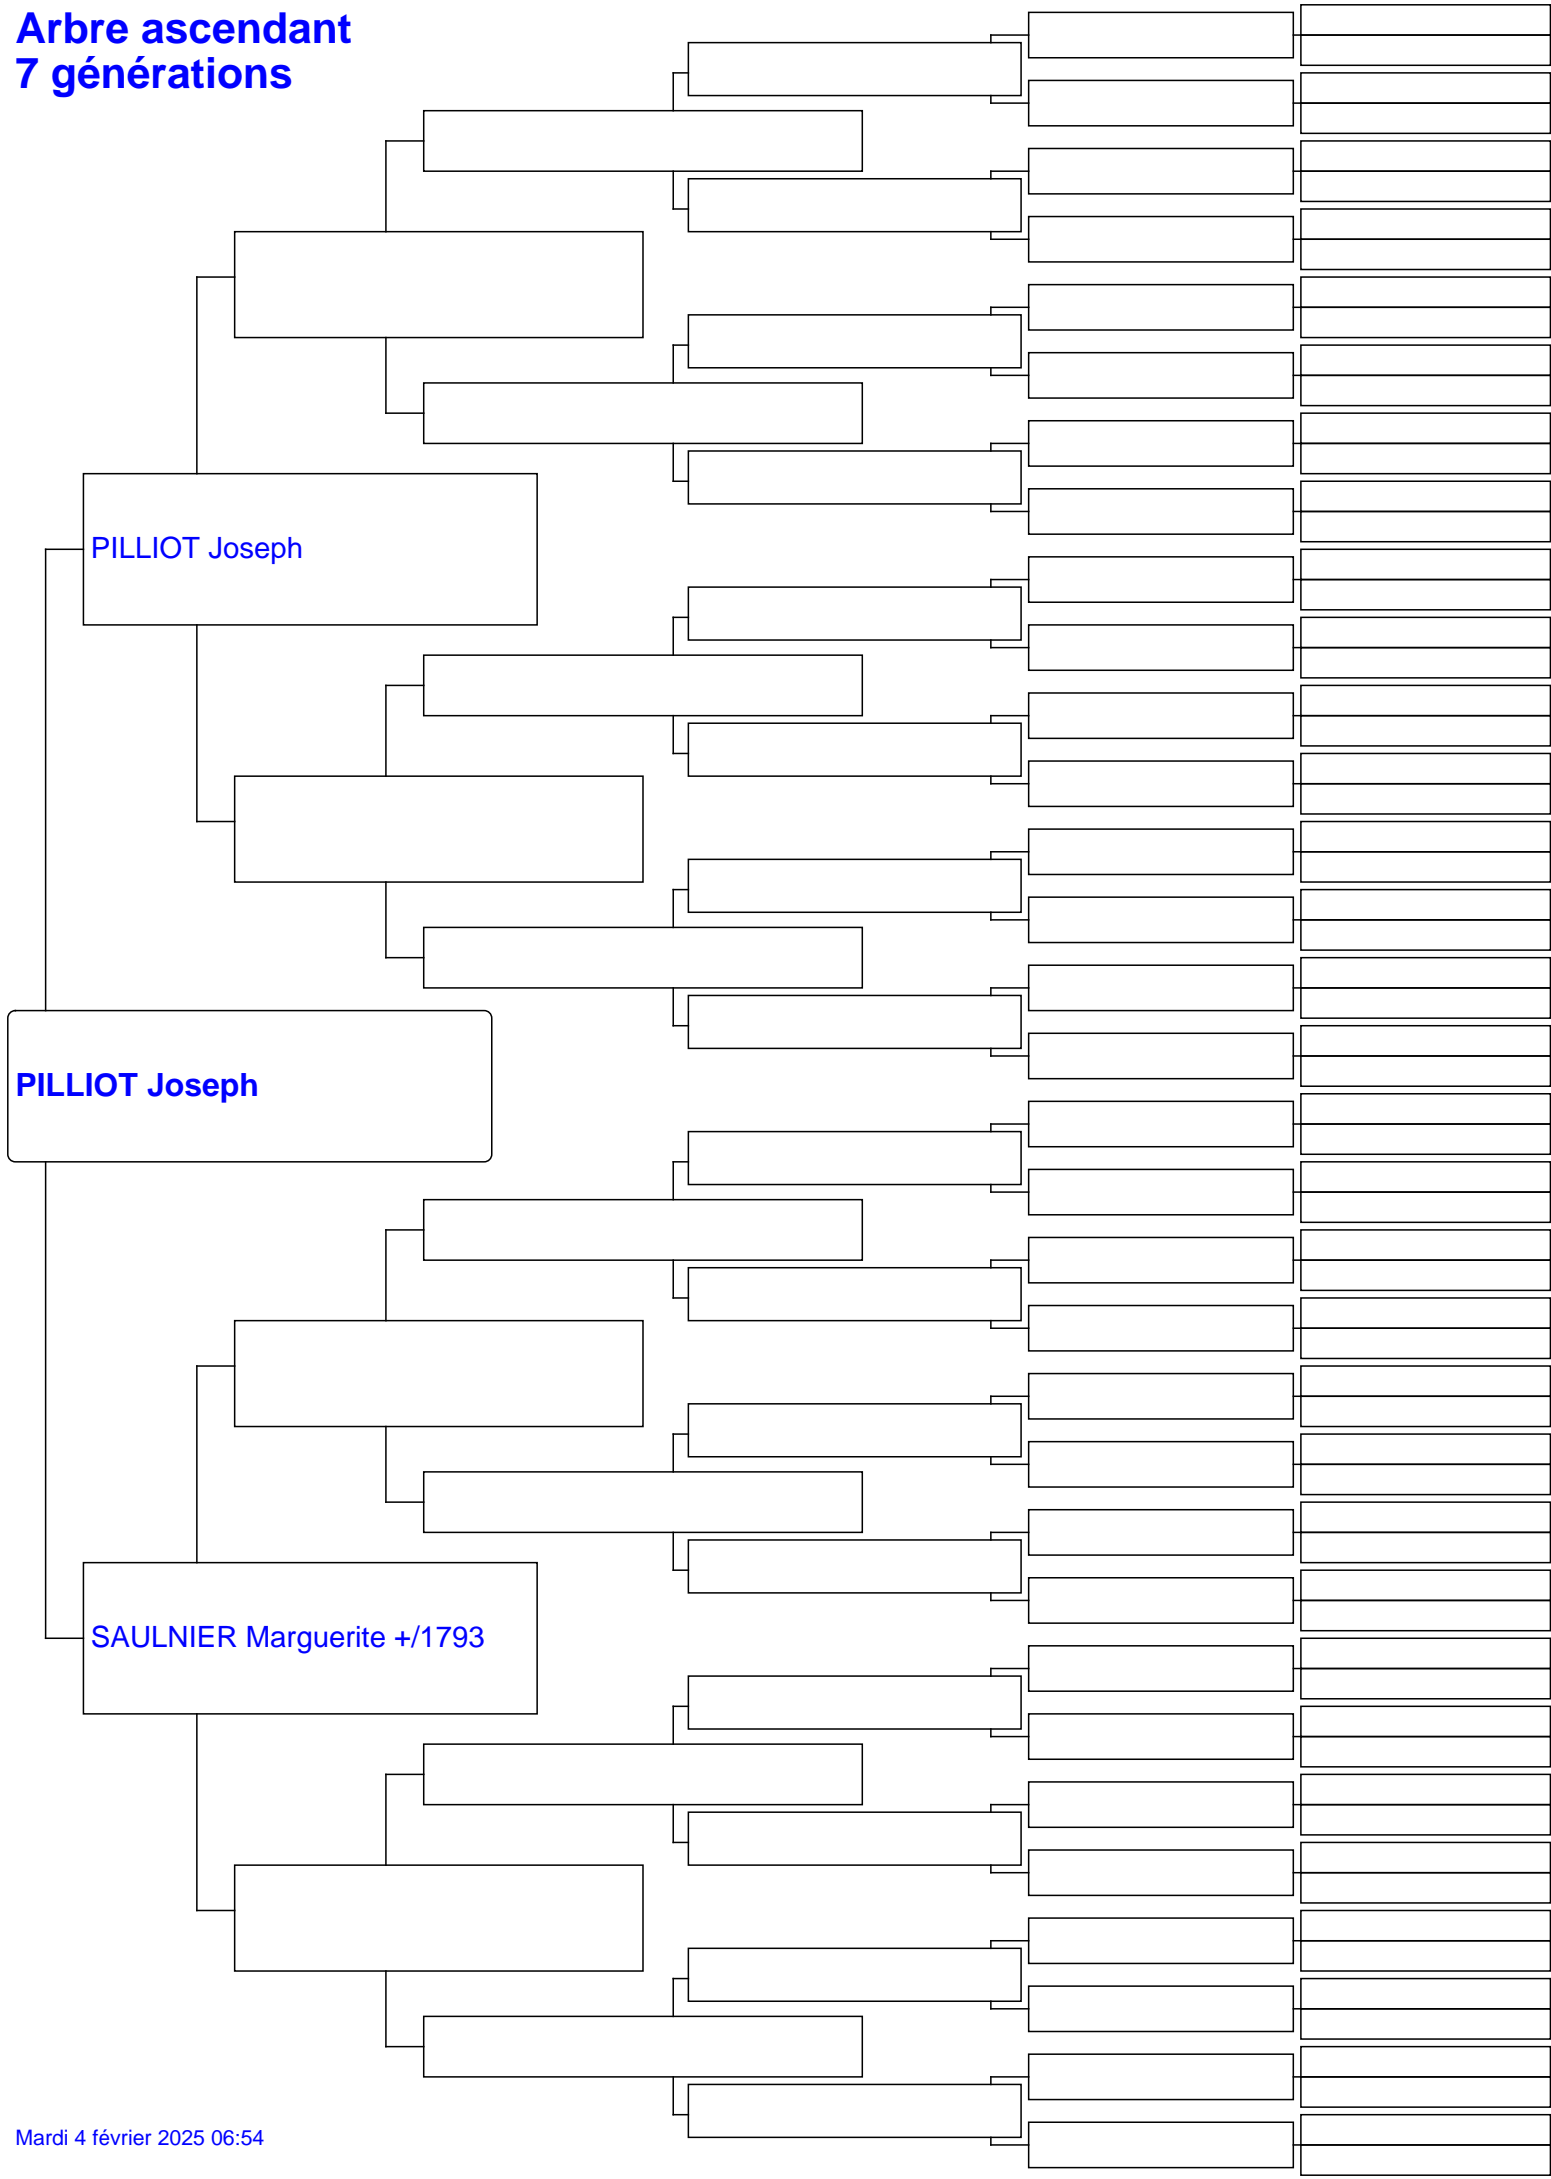 Arbre ascendant
7 générations
PILLIOT Joseph
PILLIOT Joseph
SAULNIER Marguerite +/1793
Mardi 4 février 2025 06:54